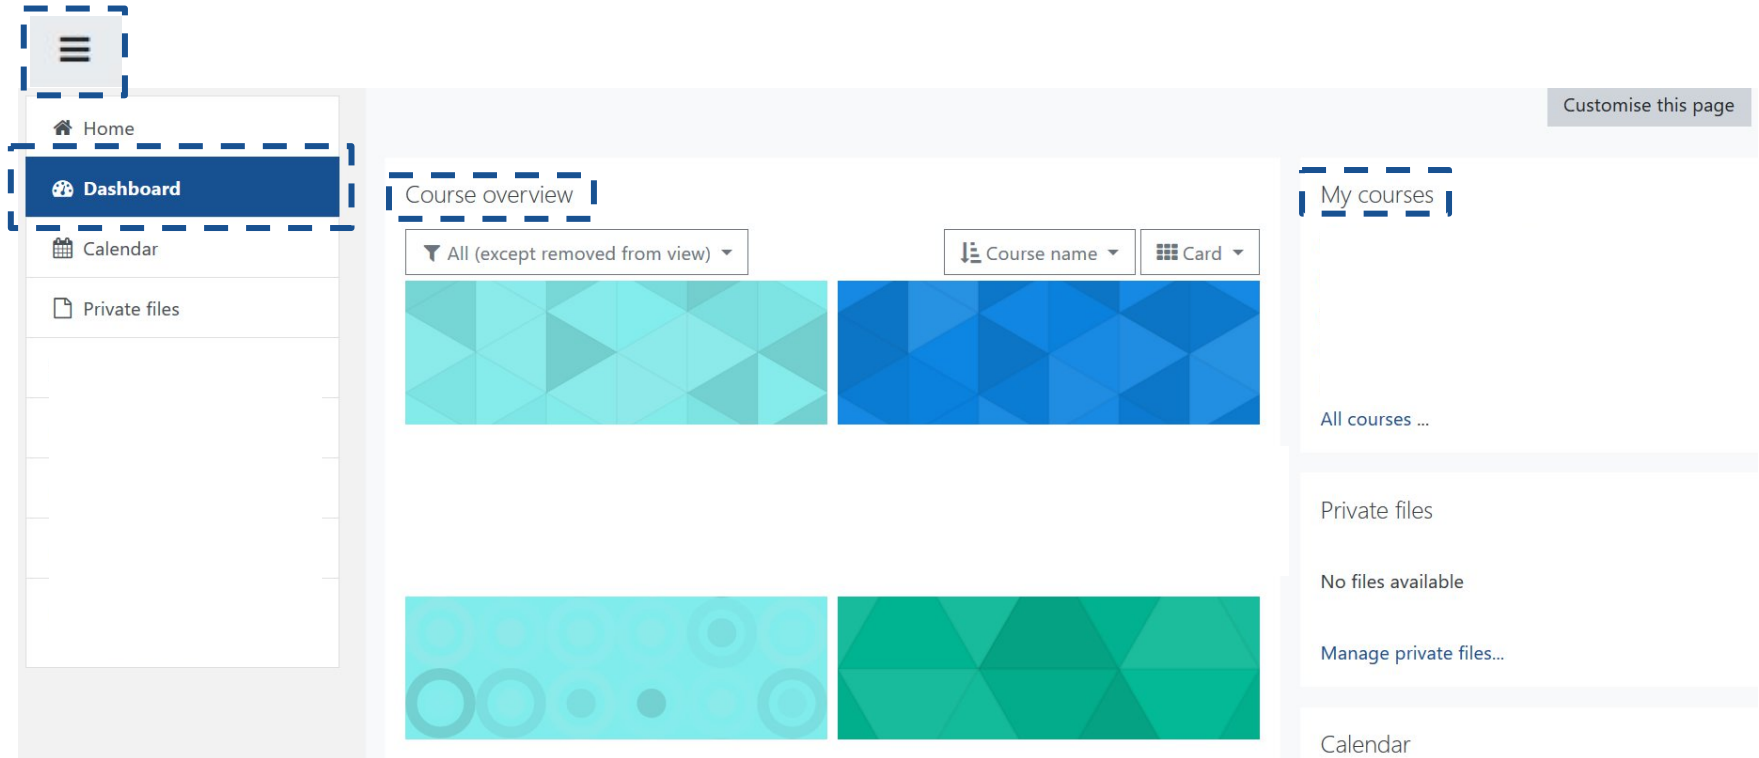 Customise this page
Home
Dashboard
Calendar
Private files
Course overview
All (except removed from view)
Course name
Card
My courses
All courses ...
Private files
No files available
Manage private files...
Calendar